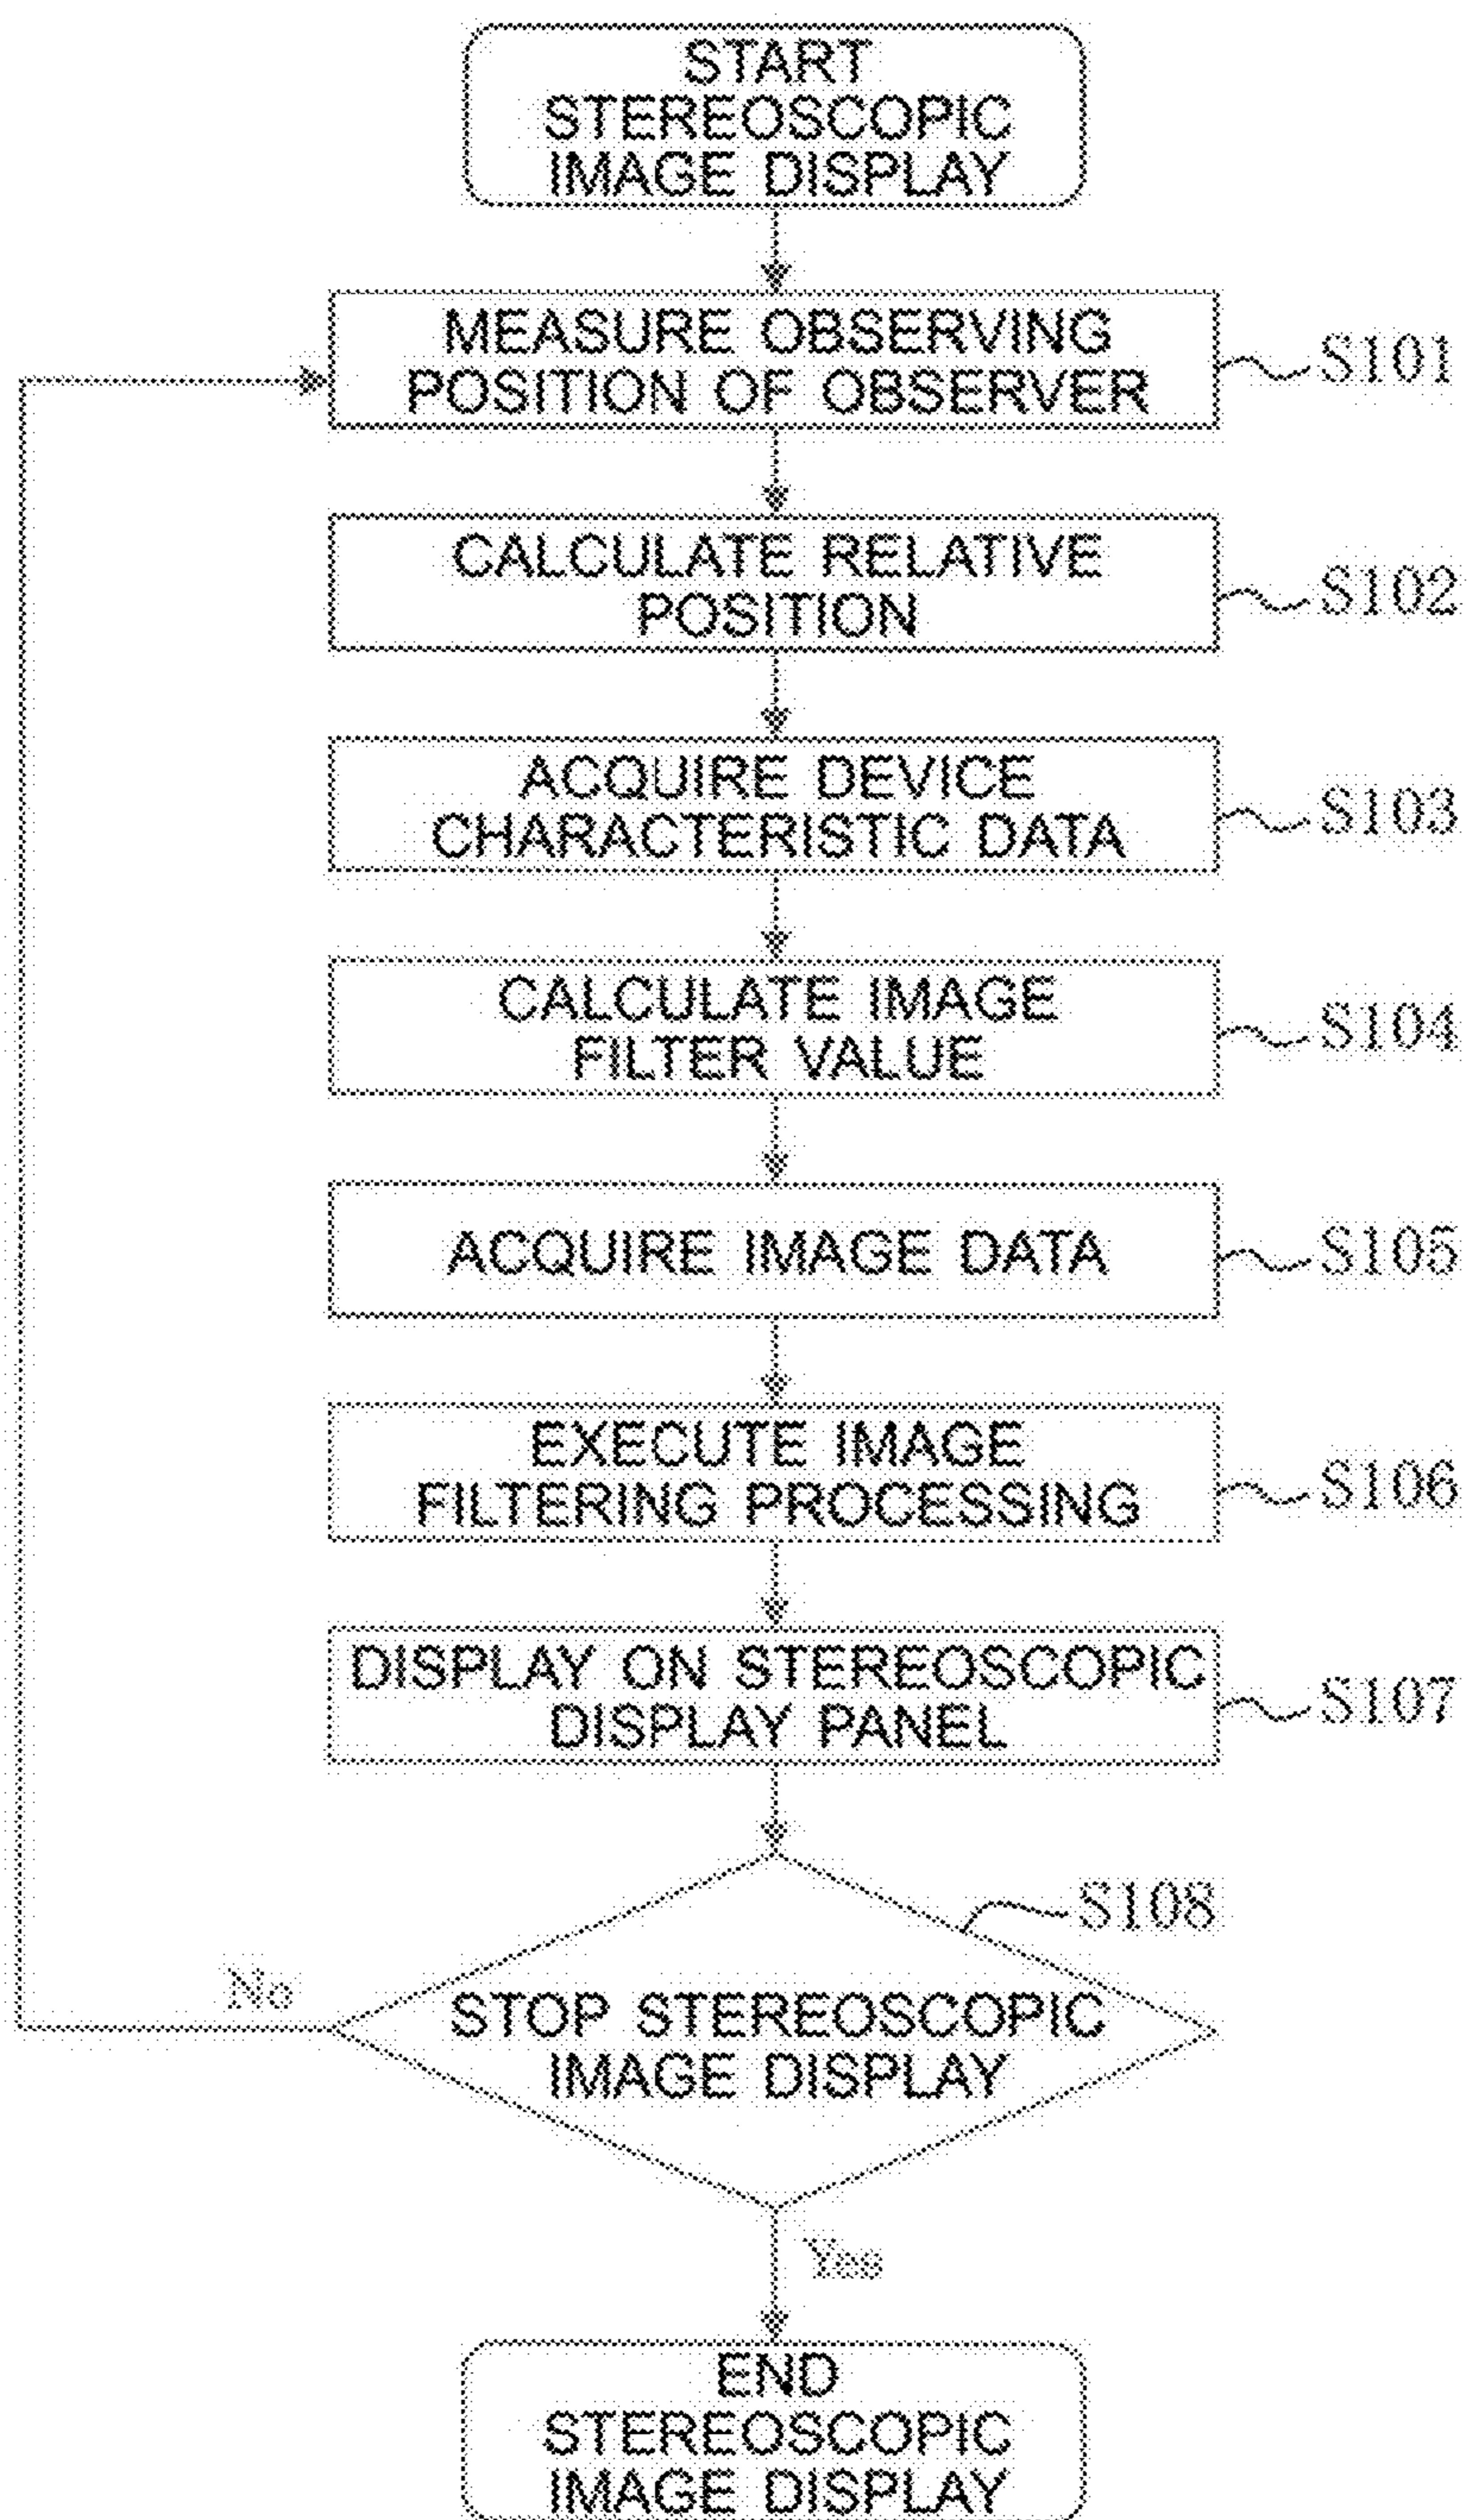 START
STEREOSCOPIC
IMAGE DISPLAY
MEASURE OBSERVING
POSITION OF OBSERVER
S101
CALCULATE RELATIVE
POSITION
S102
ACQUIRE DEVICE
CHARACTERISTIC DATA
S103
CALCULATE IMAGE
FILTER VALUE
S104
ACQUIRE IMAGE DATA
S105
EXECUTE IMAGE
FILTERING PROCESSING
S106
DISPLAY ON STEREOSCOPIC
DISPLAY PANEL
S107
S108
No
STOP STEREOSCOPIC
IMAGE DISPLAY
Yes
END
STEREOSCOPIC
IMAGE DISPLAY